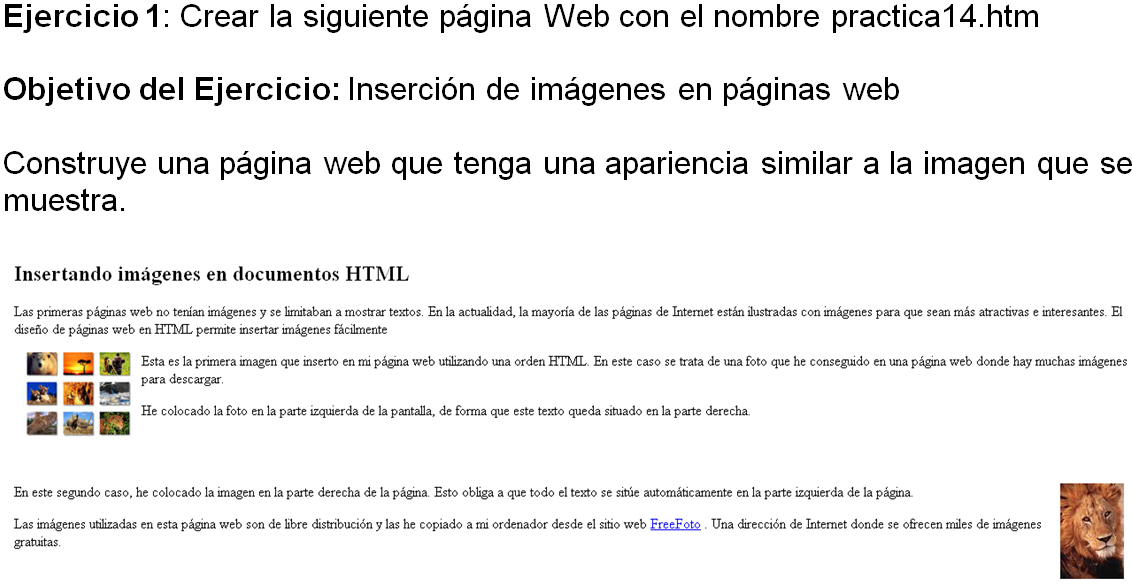 Ejercicio 1: Crear la siguiente página Web con el nombre practica14.htm
Objetivo del Ejercicio: Inserción de imágenes en páginas web
Construye una página web que tenga una apariencia similar a la imagen que se
muestra.
Insertando imágenes en documentos HTML
Las primeras páginas web no tenían imágenes y se limitaban a mostrar textos. En la actualidad, la mayoría de las páginas de Internet están ilustradas con imágenes para que sean más atractivas e interesantes. El
diseño de páginas web en HTML permite insertar imágenes fácilmente
Esta es la primera imagen que inserto en mi página web utilizando una orden HTML. En este caso se trata de una foto que he conseguido en una página web donde hay muchas imágenes
para descargar.
He colocado la foto en la parte izquierda de la pantalla, de forma que este texto queda situado en la parte derecha.
En este segundo caso, he colocado la imagen en la parte derecha de la página. Esto obliga a que todo el texto se sitúe automáticamente en la parte izquierda de la página.
Las imágenes utilizadas en esta página web son de libre distribución y las he copiado a mi ordenador desde el sitio web FreeFoto . Una dirección de Internet donde se ofrecen miles de imágenes
gratuitas.